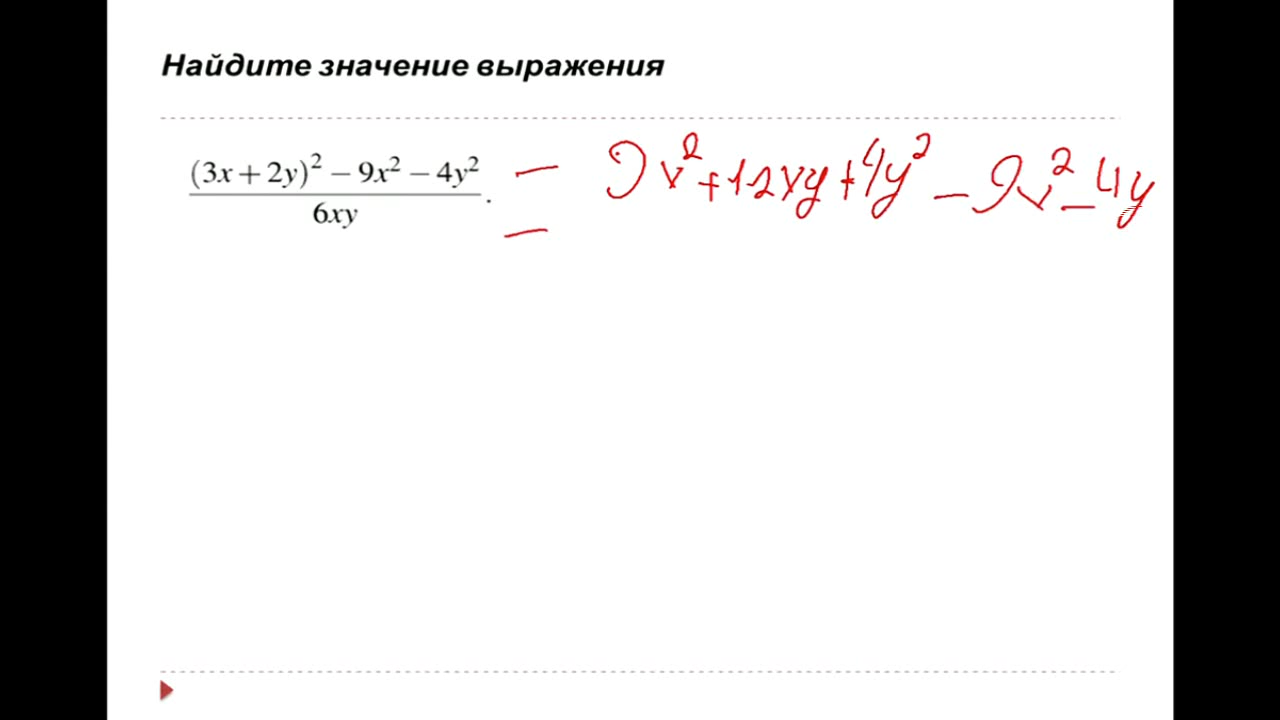 Найдите значение выражения
(3x + 2y)² − 9x² − 4y² = 9x² + 12xy + 4y² − 9x² − 4y
6xy .